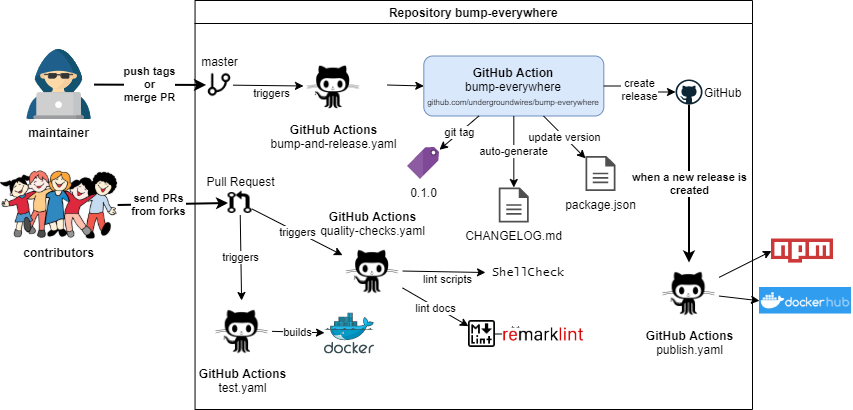 Repository bump-everywhere
maintainer
push tags
or
merge PR
master
triggers
GitHub Actions
bump-and-release.yaml
GitHub Action
bump-everywhere
github.com/undergroundwires/bump-everywhere
create
release
GitHub
git tag
auto-generate
update version
0.1.0
CHANGELOG.md
package.json
when a new release is
created
contributors
send PRs
from forks
Pull Request
triggers
triggers
GitHub Actions
quality-checks.yaml
lint scripts
ShellCheck
lint docs
M
Lint
remarklint
builds
docker
GitHub Actions
test.yaml
GitHub Actions
publish.yaml
npm
dockerhub